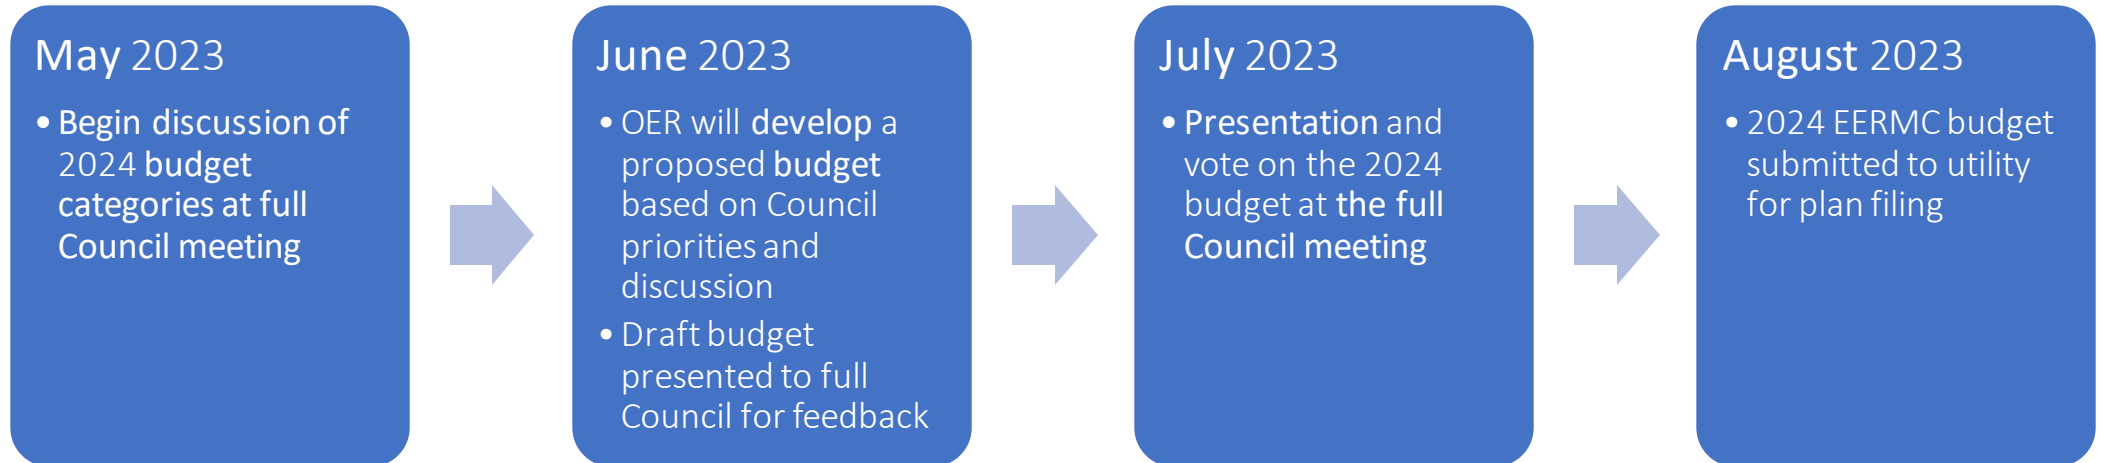 May 2023
• Begin discussion of
2024 budget
categories at full
Council meeting
June 2023
• OER will develop a
proposed budget
based on Council
priorities and
discussion
• Draft budget
presented to full
Council for feedback
July 2023
• Presentation and
vote on the 2024
budget at the full
Council meeting
August 2023
• 2024 EERMC budget
submitted to utility
for plan filing